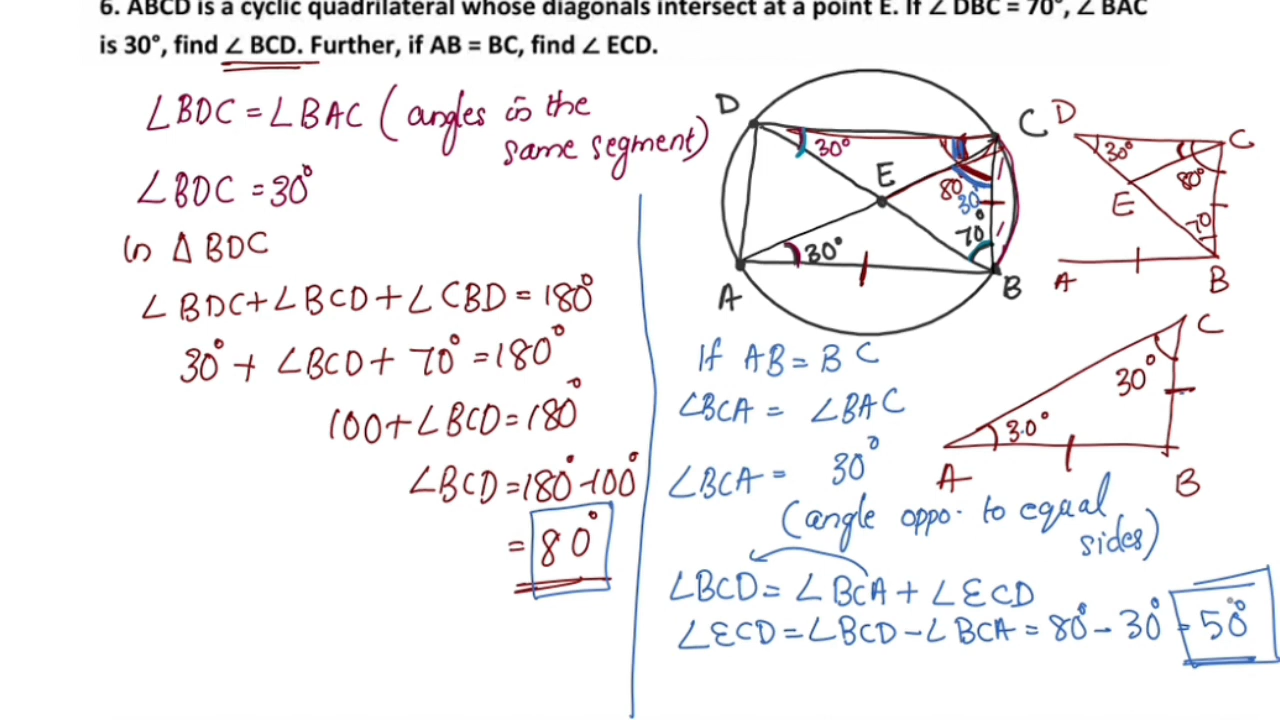 6. ABCD is a cyclic quadrilateral whose diagonals intersect at a point E. If ∠ DBC = 70°, ∠ BAC
is 30°, find ∠ BCD. Further, if AB = BC, find ∠ ECD.
∠BDC = ∠BAC (angles in the
same segment)
∠BDC = 30°
In △ BDC
∠BDC+∠BCD+∠CBD = 180°
30° + ∠BCD + 70° = 180°
100+∠BCD = 180°
∠BCD = 180°-100°
= 80°
D
C
30°
E
80
30°
70°
30°
A
B
D
C
30°
80°
E
70
A
B
C
30°
30°
A
B
If AB = BC
∠BCA = ∠BAC
∠BCA = 30°
(angle oppo. to equal
sides)
∠BCD = ∠BCA + ∠ECD
∠ECD = ∠BCD - ∠BCA = 80° - 30° = 50°